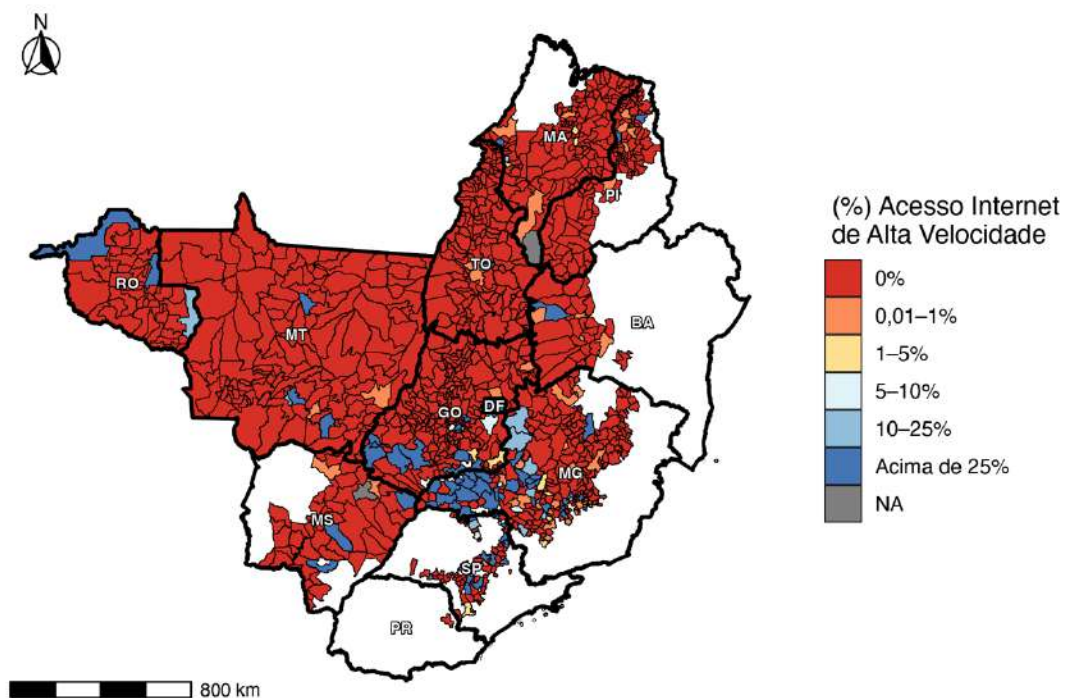 N
MA
PI
TO
RO
BA
MT
GO
DF
MG
MS
SP
PR
800 km
(%) Acesso Internet
de Alta Velocidade
0%
0,01–1%
1–5%
5–10%
10–25%
Acima de 25%
NA